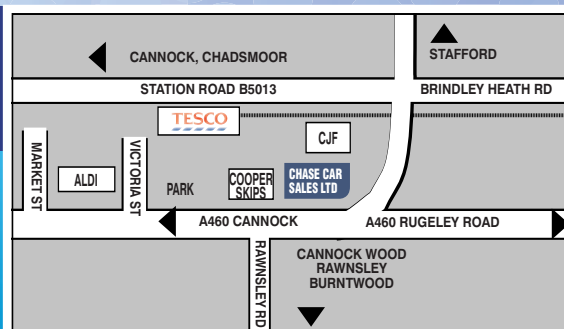 CANNOCK, CHADSMOOR
STAFFORD
STATION ROAD B5013
BRINDLEY HEATH RD
TESCO
CJF
MARKET ST
ALDI
VICTORIA ST
PARK
COOPER
SKIPS
CHASE CAR
SALES LTD
A460 CANNOCK
A460 RUGELEY ROAD
RAWNSLEY RD
CANNOCK WOOD
RAWNSLEY
BURNTWOOD